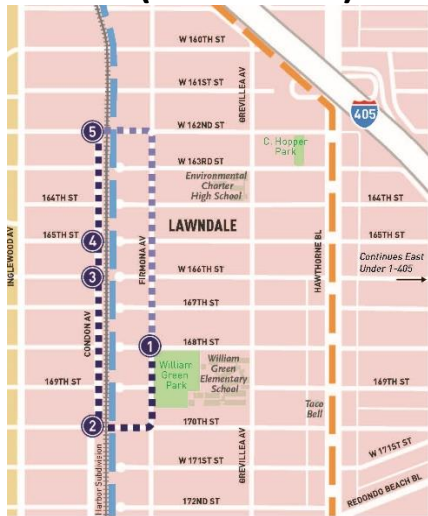 W 160TH ST
W 161ST ST
GREVILLEA AV
405
5
W 162ND ST
C. Hopper
Park
W 163RD ST
Environmental
Charter
High School
164TH ST
164TH ST
LAWNDALE
INGLEWOOD AV
4
165TH ST
165TH ST
FIRMONA AV
HAWTHORNE BL
Continues East
Under 1-405
3
W 166TH ST
167TH ST
CONDON AV
1
168TH ST
William
Green
Park
William
Green
Elementary
School
169TH ST
169TH ST
Taco
Bell
2
170TH ST
Harbor Subdivision
W 171ST ST
GREVILLEA AV
W 171ST ST
172ND ST
REDONDO BEACH BL